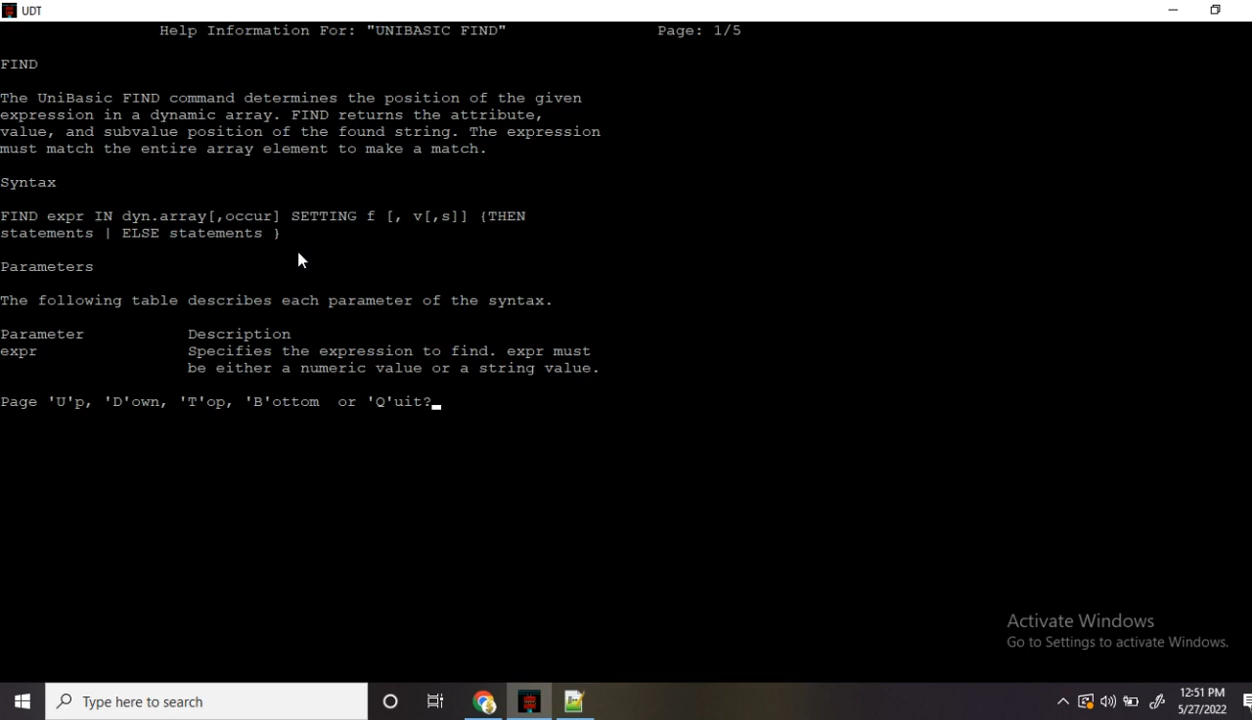 UDT
Help Information For: "UNIBASIC FIND" Page: 1/5
FIND
The UniBasic FIND command determines the position of the given
expression in a dynamic array. FIND returns the attribute,
value, and subvalue position of the found string. The expression
must match the entire array element to make a match.
Syntax
FIND expr IN dyn.array[,occur] SETTING f [, v[,s]] {THEN
statements | ELSE statements }
Parameters
The following table describes each parameter of the syntax.
Parameter Description
expr Specifies the expression to find. expr must
be either a numeric value or a string value.
Page 'U'p, 'D'own, 'T'op, 'B'ottom or 'Q'uit?
Activate Windows
Go to Settings to activate Windows.
Type here to search
12:51 PM
5/27/2022